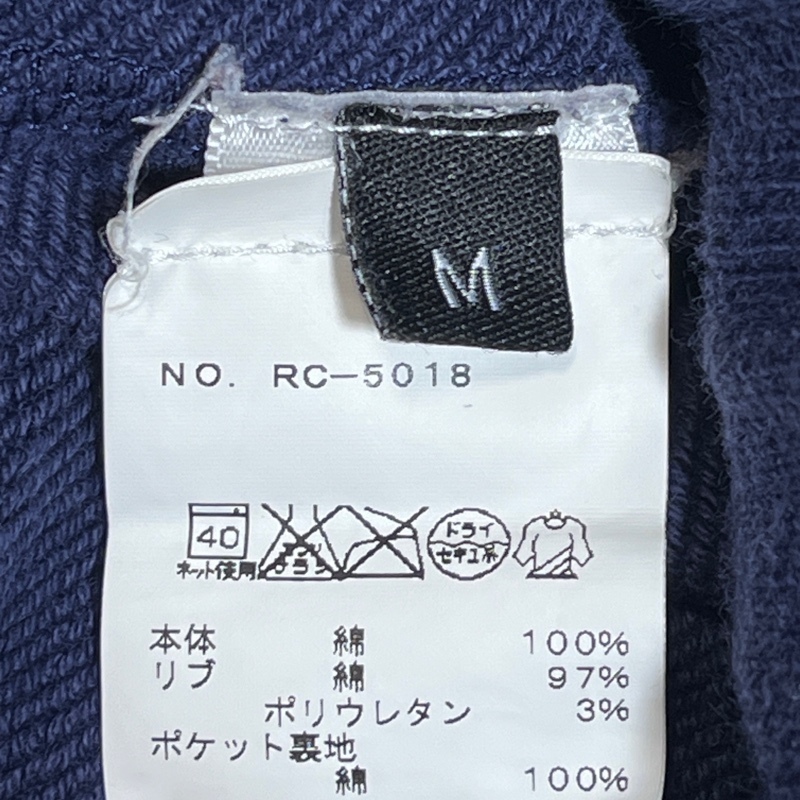 M
NO. RC-5018
40
ドライ
セキユ系
ネット使用
本体 綿 100%
リブ 綿 97%
ポリウレタン 3%
ポケット裏地
綿 100%